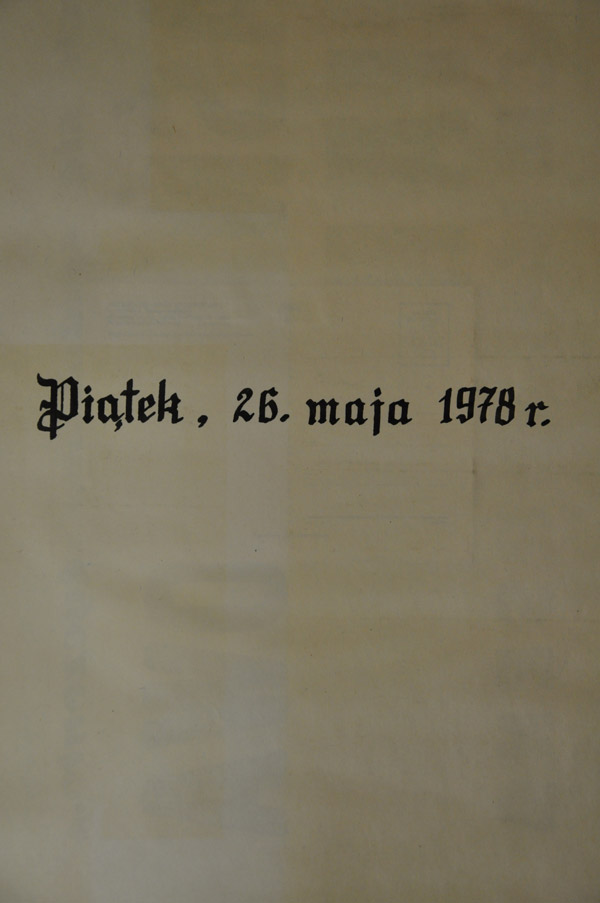 Piątek, 26. maja 1978 r.